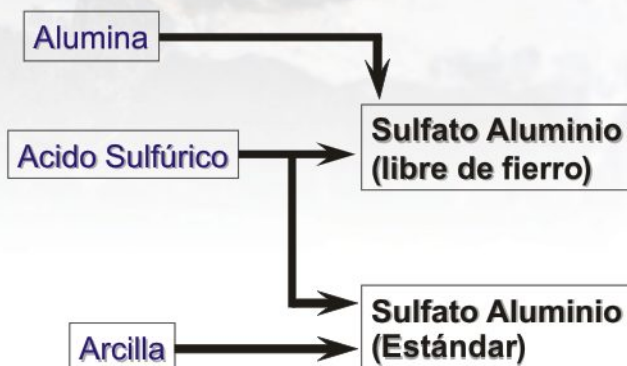 Alumina
Acido Sulfúrico
Sulfato Aluminio
(libre de fierro)
Sulfato Aluminio
(Estándar)
Arcilla